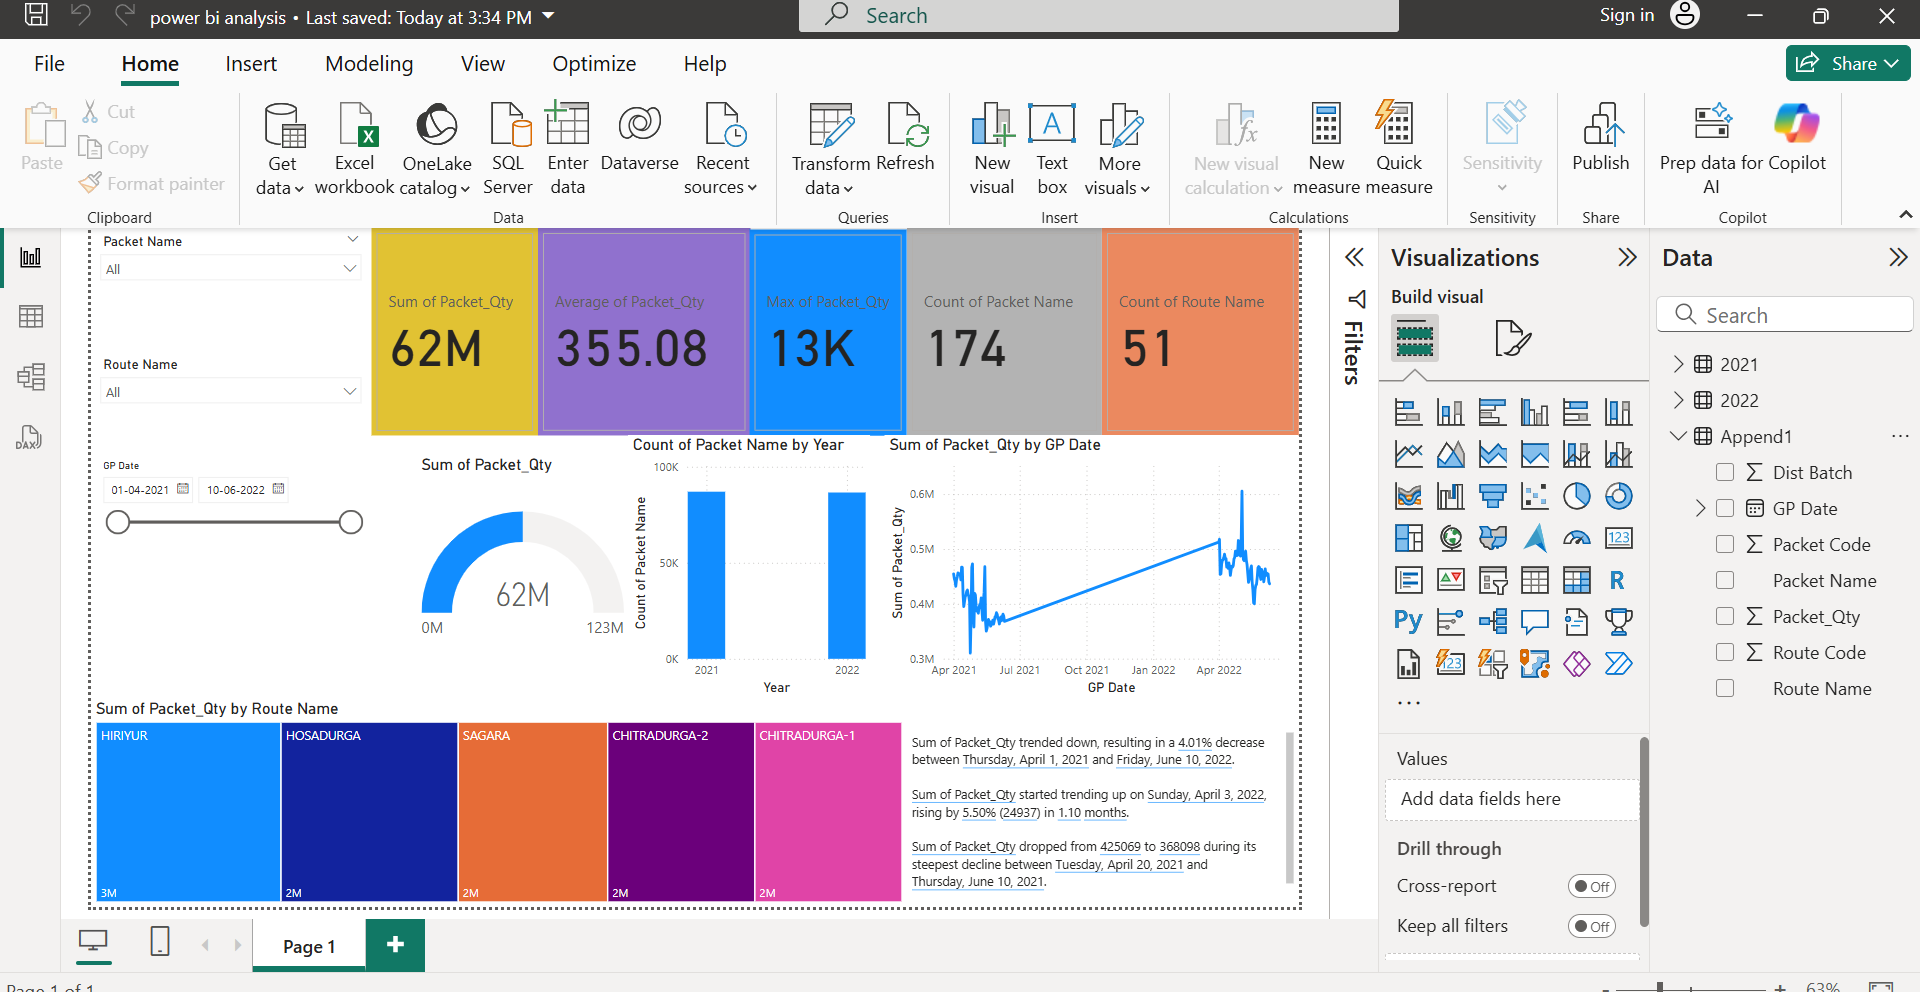 power bi analysis • Last saved: Today at 3:34 PM
Search
Sign in
File Home Insert Modeling View Optimize Help
Share
Paste
Cut
Copy
Format painter
Clipboard
Get data
Excel workbook
OneLake catalog
SQL Server
Enter data
Dataverse
Recent sources
Data
Transform data
Refresh
Queries
New visual
Text box
More visuals
Insert
New visual calculation
New measure
Quick measure
Calculations
Sensitivity
Sensitivity
Publish
Share
Prep data for AI
Copilot
Copilot
DAX
Packet Name
All
Route Name
All
GP Date
01-04-2021 10-06-2022
Sum of Packet_Qty
62M
Average of Packet_Qty
355.08
Max of Packet_Qty
13K
Count of Packet Name
174
Count of Route Name
51
Sum of Packet_Qty
62M
0M 123M
Count of Packet Name by Year
Count of Packet Name
100K
50K
0K
2021 2022
Year
Sum of Packet_Qty by GP Date
Sum of Packet_Qty
0.6M
0.5M
0.4M
0.3M
Apr 2021 Jul 2021 Oct 2021 Jan 2022 Apr 2022
GP Date
Sum of Packet_Qty by Route Name
HIRIYUR
3M
HOSADURGA
2M
SAGARA
2M
CHITRADURGA-2
2M
CHITRADURGA-1
2M
Sum of Packet_Qty trended down, resulting in a 4.01% decrease
between Thursday, April 1, 2021 and Friday, June 10, 2022.
Sum of Packet_Qty started trending up on Sunday, April 3, 2022,
rising by 5.50% (24937) in 1.10 months.
Sum of Packet_Qty dropped from 425069 to 368098 during its
steepest decline between Tuesday, April 20, 2021 and
Thursday, June 10, 2021.
Filters
Visualizations
Build visual
123
R
Py
123
...
Values
Add data fields here
Drill through
Cross-report
Off
Keep all filters
Off
Data
Search
2021
2022
Append1
...
Dist Batch
GP Date
Packet Code
Packet Name
Packet_Qty
Route Code
Route Name
Page 1
+
Page 1 of 1
- + 63%